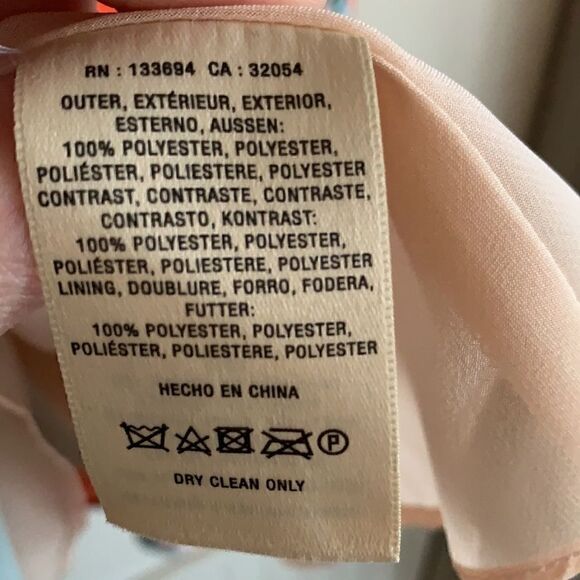 RN : 133694 CA : 32054
OUTER, EXTÉRIEUR, EXTERIOR,
ESTERNO, AUSSEN:
100% POLYESTER, POLYESTER,
POLIÉSTER, POLIESTERE, POLYESTER
CONTRAST, CONTRASTE, CONTRASTE,
CONTRASTO, KONTRAST:
100% POLYESTER, POLYESTER,
POLIÉSTER, POLIESTERE, POLYESTER
LINING, DOUBLURE, FORRO, FODERA,
FUTTER:
100% POLYESTER, POLYESTER,
POLIÉSTER, POLIESTERE, POLYESTER
HECHO EN CHINA
P
DRY CLEAN ONLY